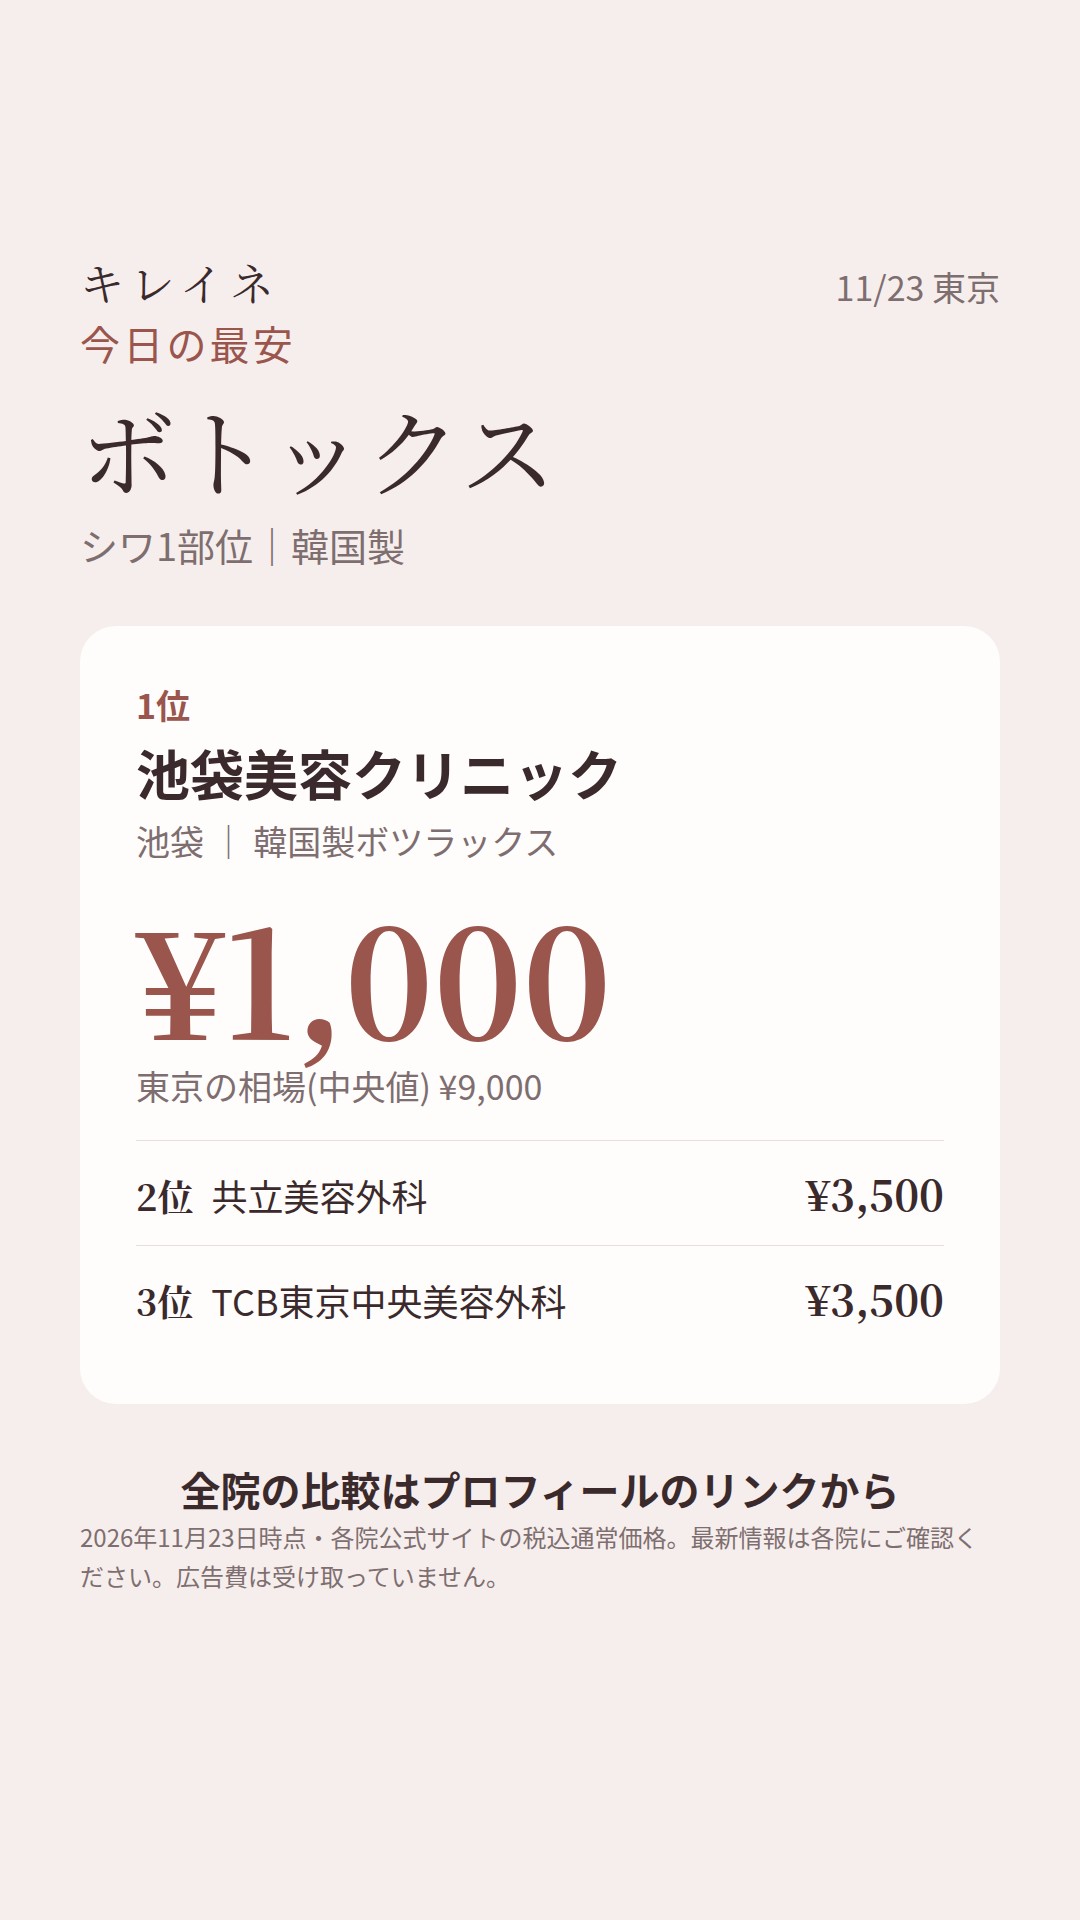 キレイネ
11/23 東京
今日の最安
ボトックス
シワ1部位｜韓国製
1位
池袋美容クリニック
池袋 ｜ 韓国製ボツラックス
¥1,000
東京の相場(中央値) ¥9,000
2位 共立美容外科 ¥3,500
3位 TCB東京中央美容外科 ¥3,500
全院の比較はプロフィールのリンクから
2026年11月23日時点・各院公式サイトの税込通常価格。最新情報は各院にご確認く
ださい。広告費は受け取っていません。